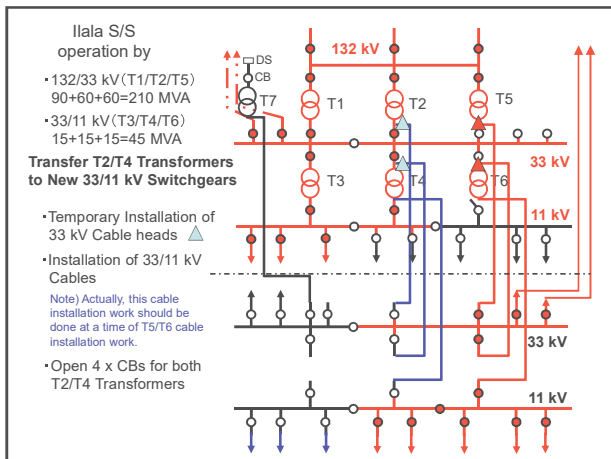 Ilala S/S
operation by
▪132/33 kV(T1/T2/T5)
90+60+60=210 MVA
▪33/11 kV(T3/T4/T6)
15+15+15=45 MVA
Transfer T2/T4 Transformers
to New 33/11 kV Switchgears
▪Temporary Installation of
33 kV Cable heads
▪Installation of 33/11 kV
Cables
Note) Actually, this cable
installation work should be
done at a time of T5/T6 cable
installation work.
▪Open 4 x CBs for both
T2/T4 Transformers
DS
CB
T7
132 kV
T1
T2
T5
33 kV
T3
T4
T6
11 kV
33 kV
11 kV